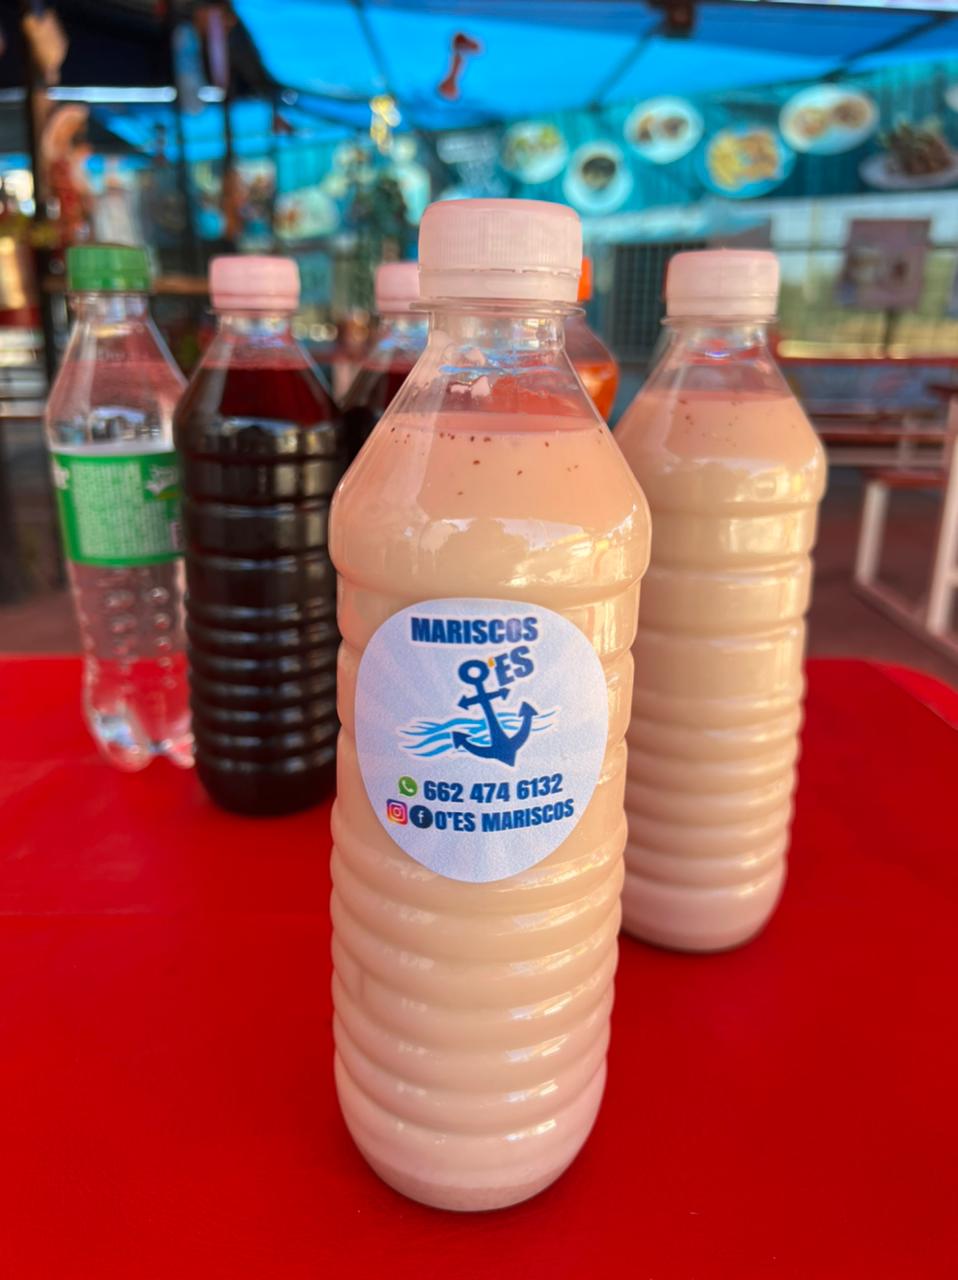 MARISCOS
O'ES
662 474 6132
O'ES MARISCOS